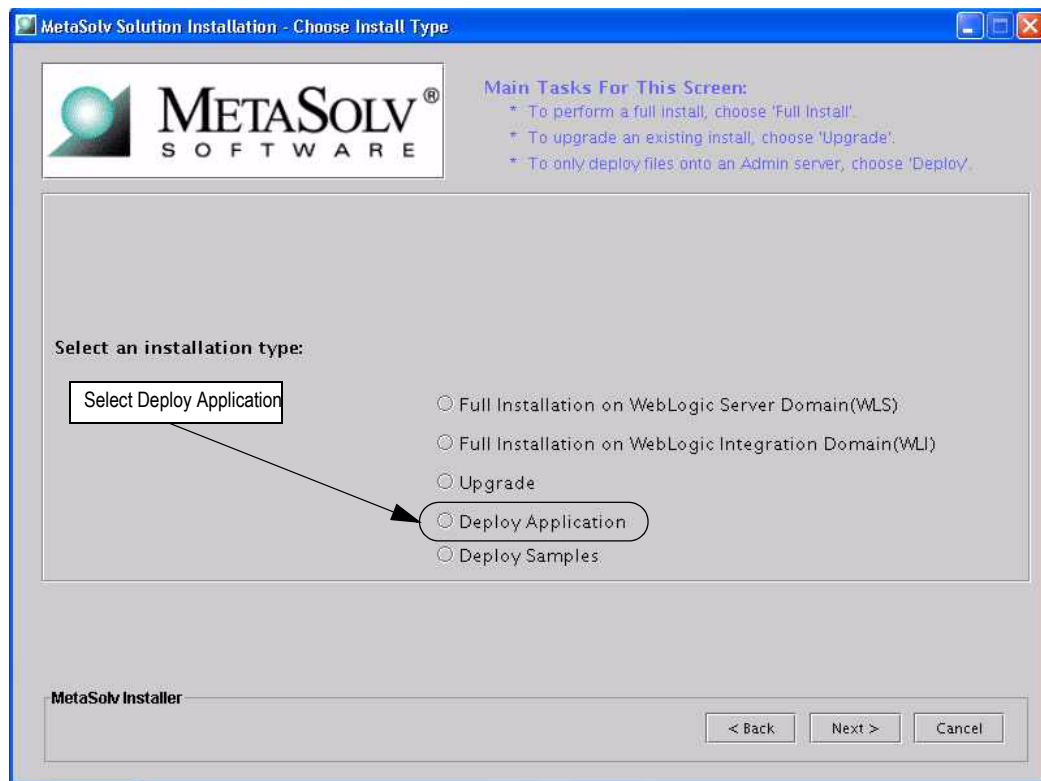 MetaSolv Solution Installation - Choose Install Type
METASOLV®
SOFTWARE
Main Tasks For This Screen:
* To perform a full install, choose 'Full Install'.
* To upgrade an existing install, choose 'Upgrade'.
* To only deploy files onto an Admin server, choose 'Deploy'.
Select an installation type:
Select Deploy Application
Full Installation on WebLogic Server Domain(WLS)
Full Installation on WebLogic Integration Domain(WLI)
Upgrade
Deploy Application
Deploy Samples
MetaSolv Installer
< Back
Next >
Cancel